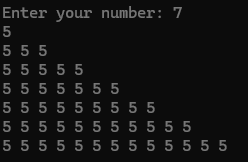 Enter your number: 7
5
5 5 5
5 5 5 5 5
5 5 5 5 5 5 5
5 5 5 5 5 5 5 5 5
5 5 5 5 5 5 5 5 5 5 5
5 5 5 5 5 5 5 5 5 5 5 5 5